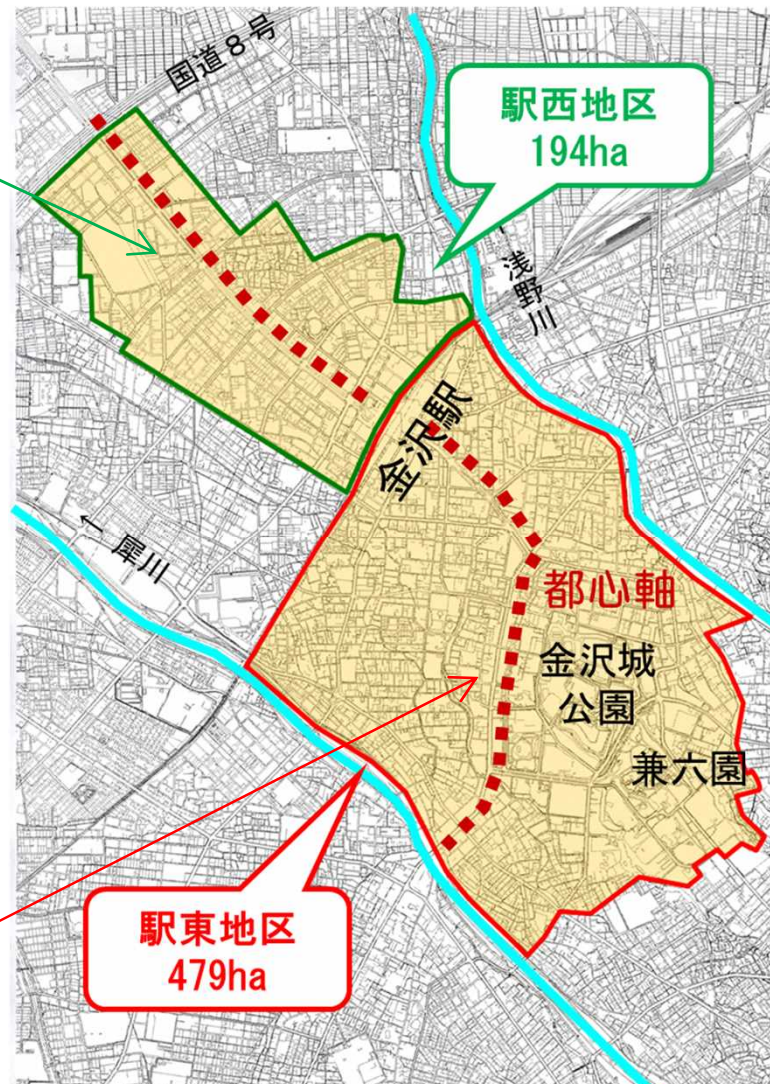 国道８号
駅西地区
194ha
← 浅野川
金沢駅
← 犀川
都心軸
金沢城
公園
兼六園
駅東地区
479ha